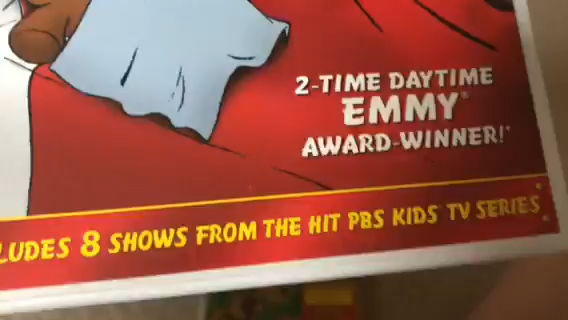 2-TIME DAYTIME
EMMY®
AWARD-WINNER!*
LUDES 8 SHOWS FROM THE HIT PBS KIDS® TV SERIES